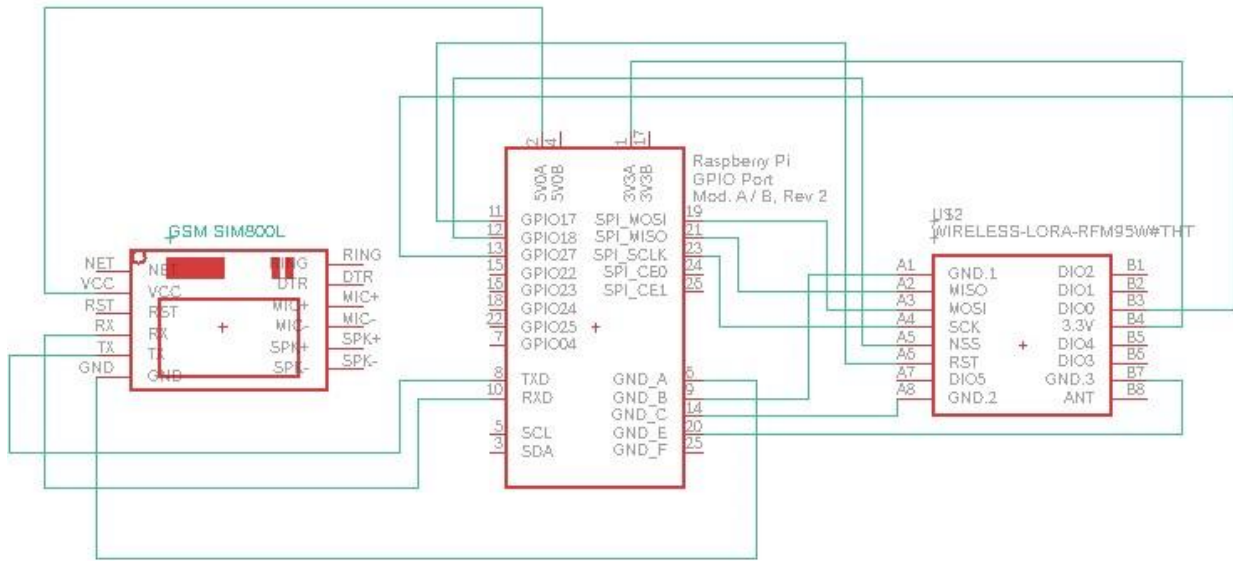 2
4
1
17
5V0A
5V0B
3V3A
3V3B
Raspberry Pi
GPIO Port
Mod. A / B, Rev 2
11 GPIO17 SPI_MOSI 19
12 GPIO18 SPI_MISO 21
13 GPIO27 SPI_SCLK 23
15 GPIO22 SPI_CE0 24
16 GPIO23 SPI_CE1 26
18 GPIO24
22 GPIO25
7 GPIO04
8 TXD GND_A 6
10 RXD GND_B 9
GND_C 14
5 SCL GND_E 20
3 SDA GND_F 25
GSM SIM800L
NET NET RING RING
VCC VCC DTR DTR
RST RST MIC+ MIC+
RX RX MIC- MIC-
TX TX SPK+ SPK+
GND GND SPK- SPK-
U$2
WIRELESS-LORA-RFM95W#THT
A1 GND.1 DIO2 B1
A2 MISO DIO1 B2
A3 MOSI DIO0 B3
A4 SCK 3.3V B4
A5 NSS DIO4 B5
A6 RST DIO3 B6
A7 DIO5 GND.3 B7
A8 GND.2 ANT B8